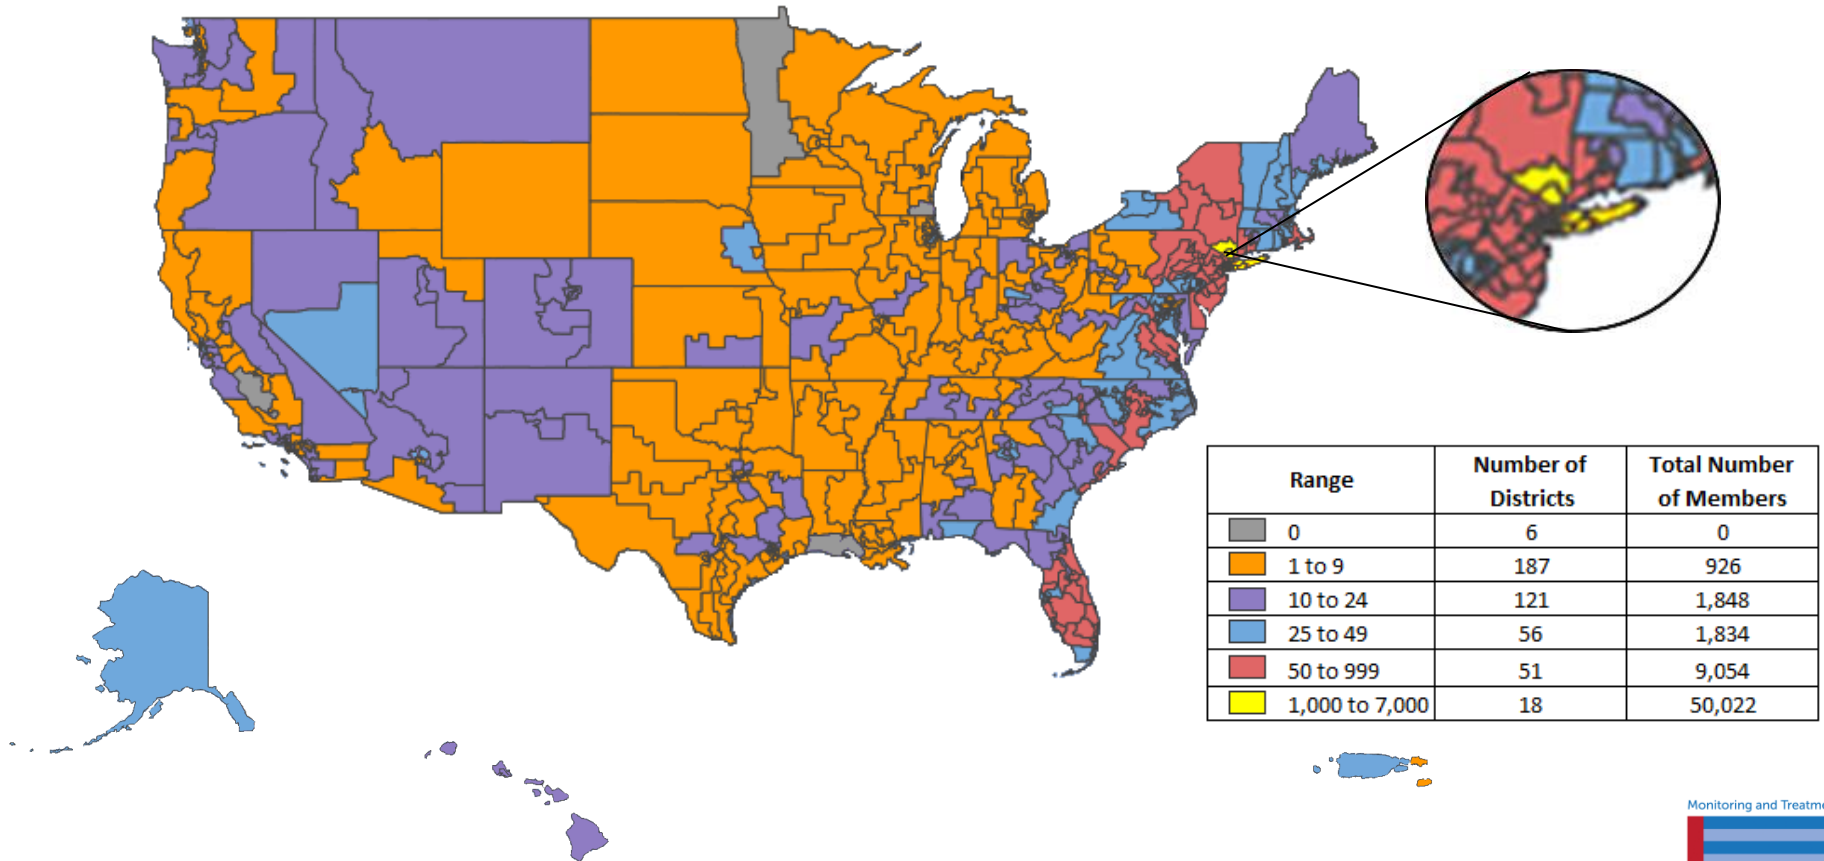 Range Number of Districts Total Number of Members
0 6 0
1 to 9 187 926
10 to 24 121 1,848
25 to 49 56 1,834
50 to 999 51 9,054
1,000 to 7,000 18 50,022
Monitoring and Treatme